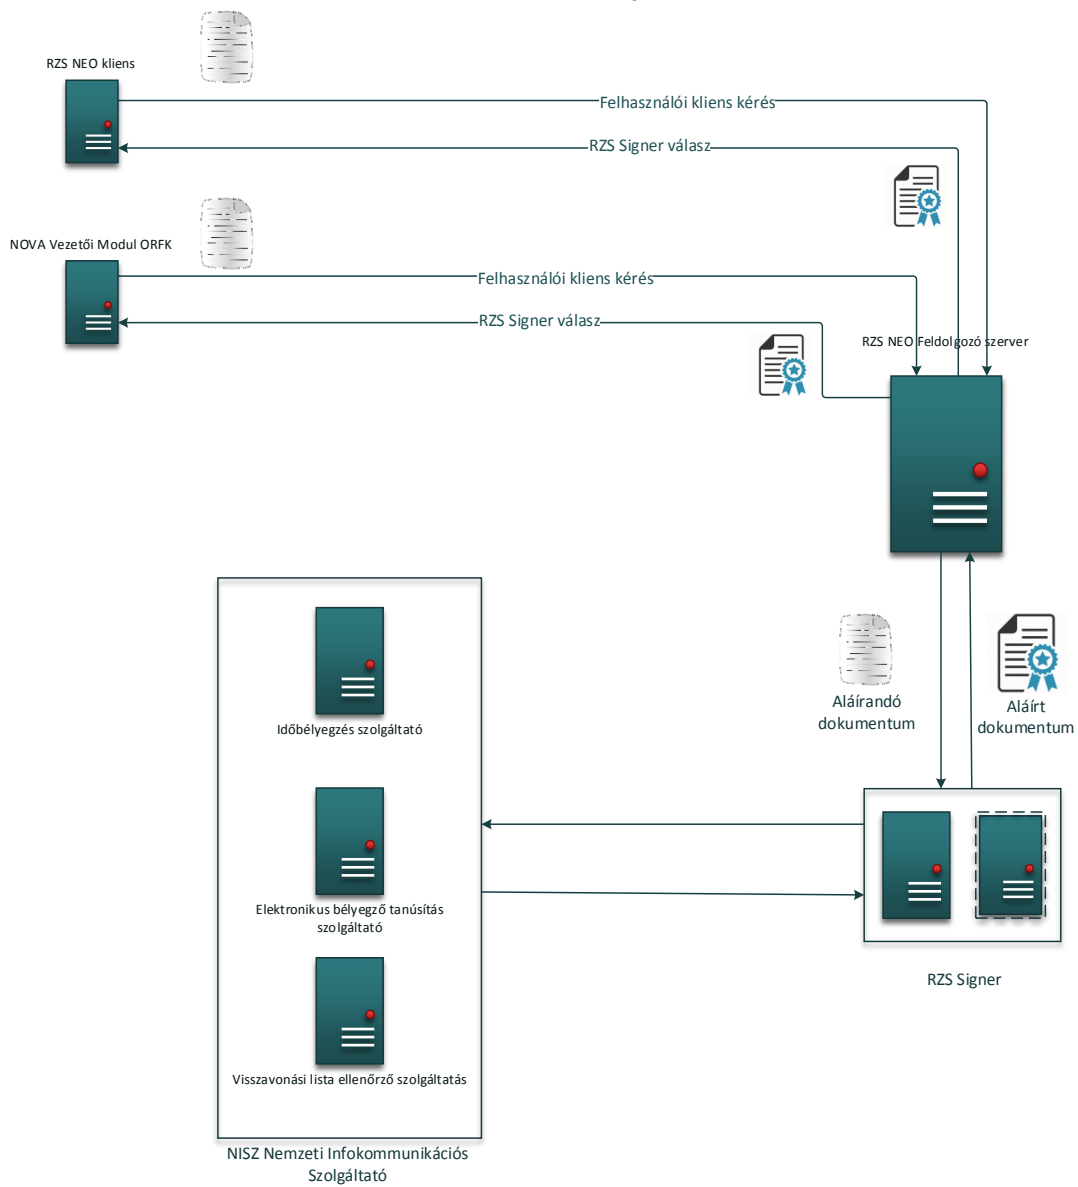 RZS NEO kliens
Felhasználói kliens kérés
RZS Signer válasz
NOVA Vezetői Modul ORFK
Felhasználói kliens kérés
RZS Signer válasz
RZS NEO Feldolgozó szerver
Aláírandó
dokumentum
Aláírt
dokumentum
Időbélyegzés szolgáltató
Elektronikus bélyegző tanúsítás
szolgáltató
RZS Signer
Visszavonási lista ellenőrző szolgáltatás
NISZ Nemzeti Infokommunikációs
Szolgáltató